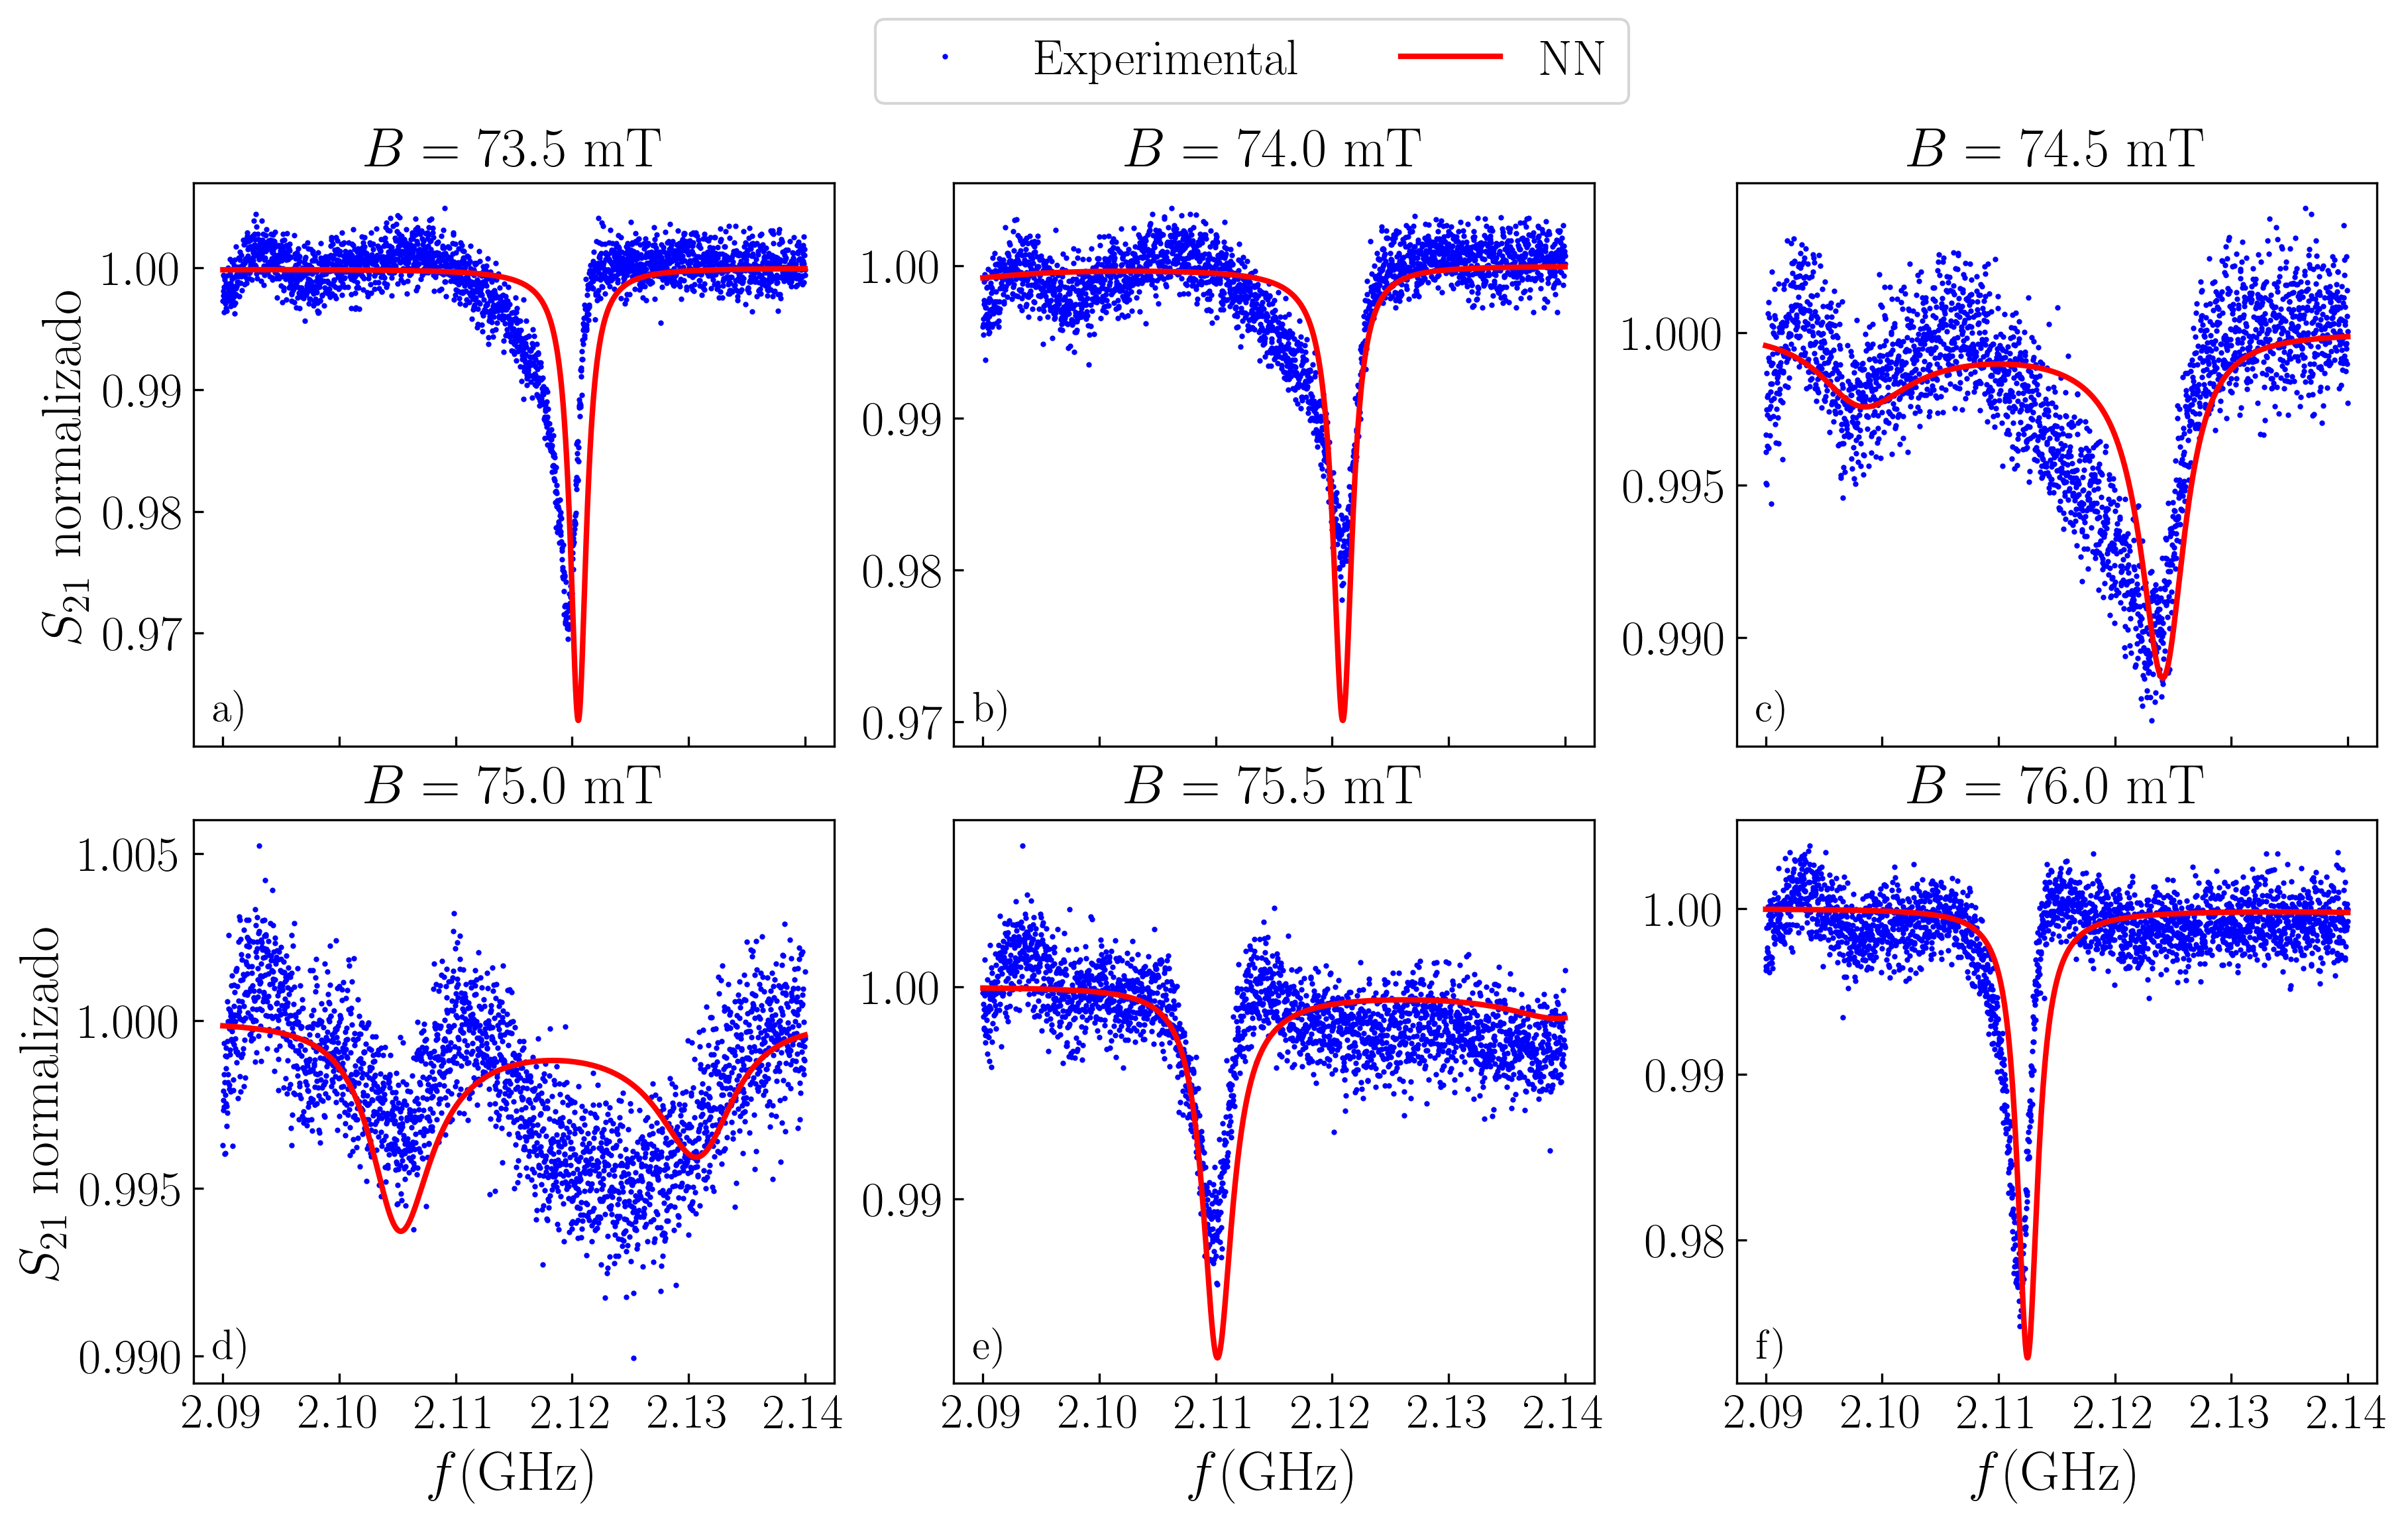 Experimental NN
B = 73.5 mT B = 74.0 mT B = 74.5 mT
S21 normalizado
1.00
0.99
0.98
0.97
a)
1.00
0.99
0.98
0.97
b)
1.000
0.995
0.990
c)
B = 75.0 mT B = 75.5 mT B = 76.0 mT
S21 normalizado
1.005
1.000
0.995
0.990
d)
1.00
0.99
e)
1.00
0.99
0.98
f)
2.09 2.10 2.11 2.12 2.13 2.14
2.09 2.10 2.11 2.12 2.13 2.14
2.09 2.10 2.11 2.12 2.13 2.14
f(GHz) f(GHz) f(GHz)